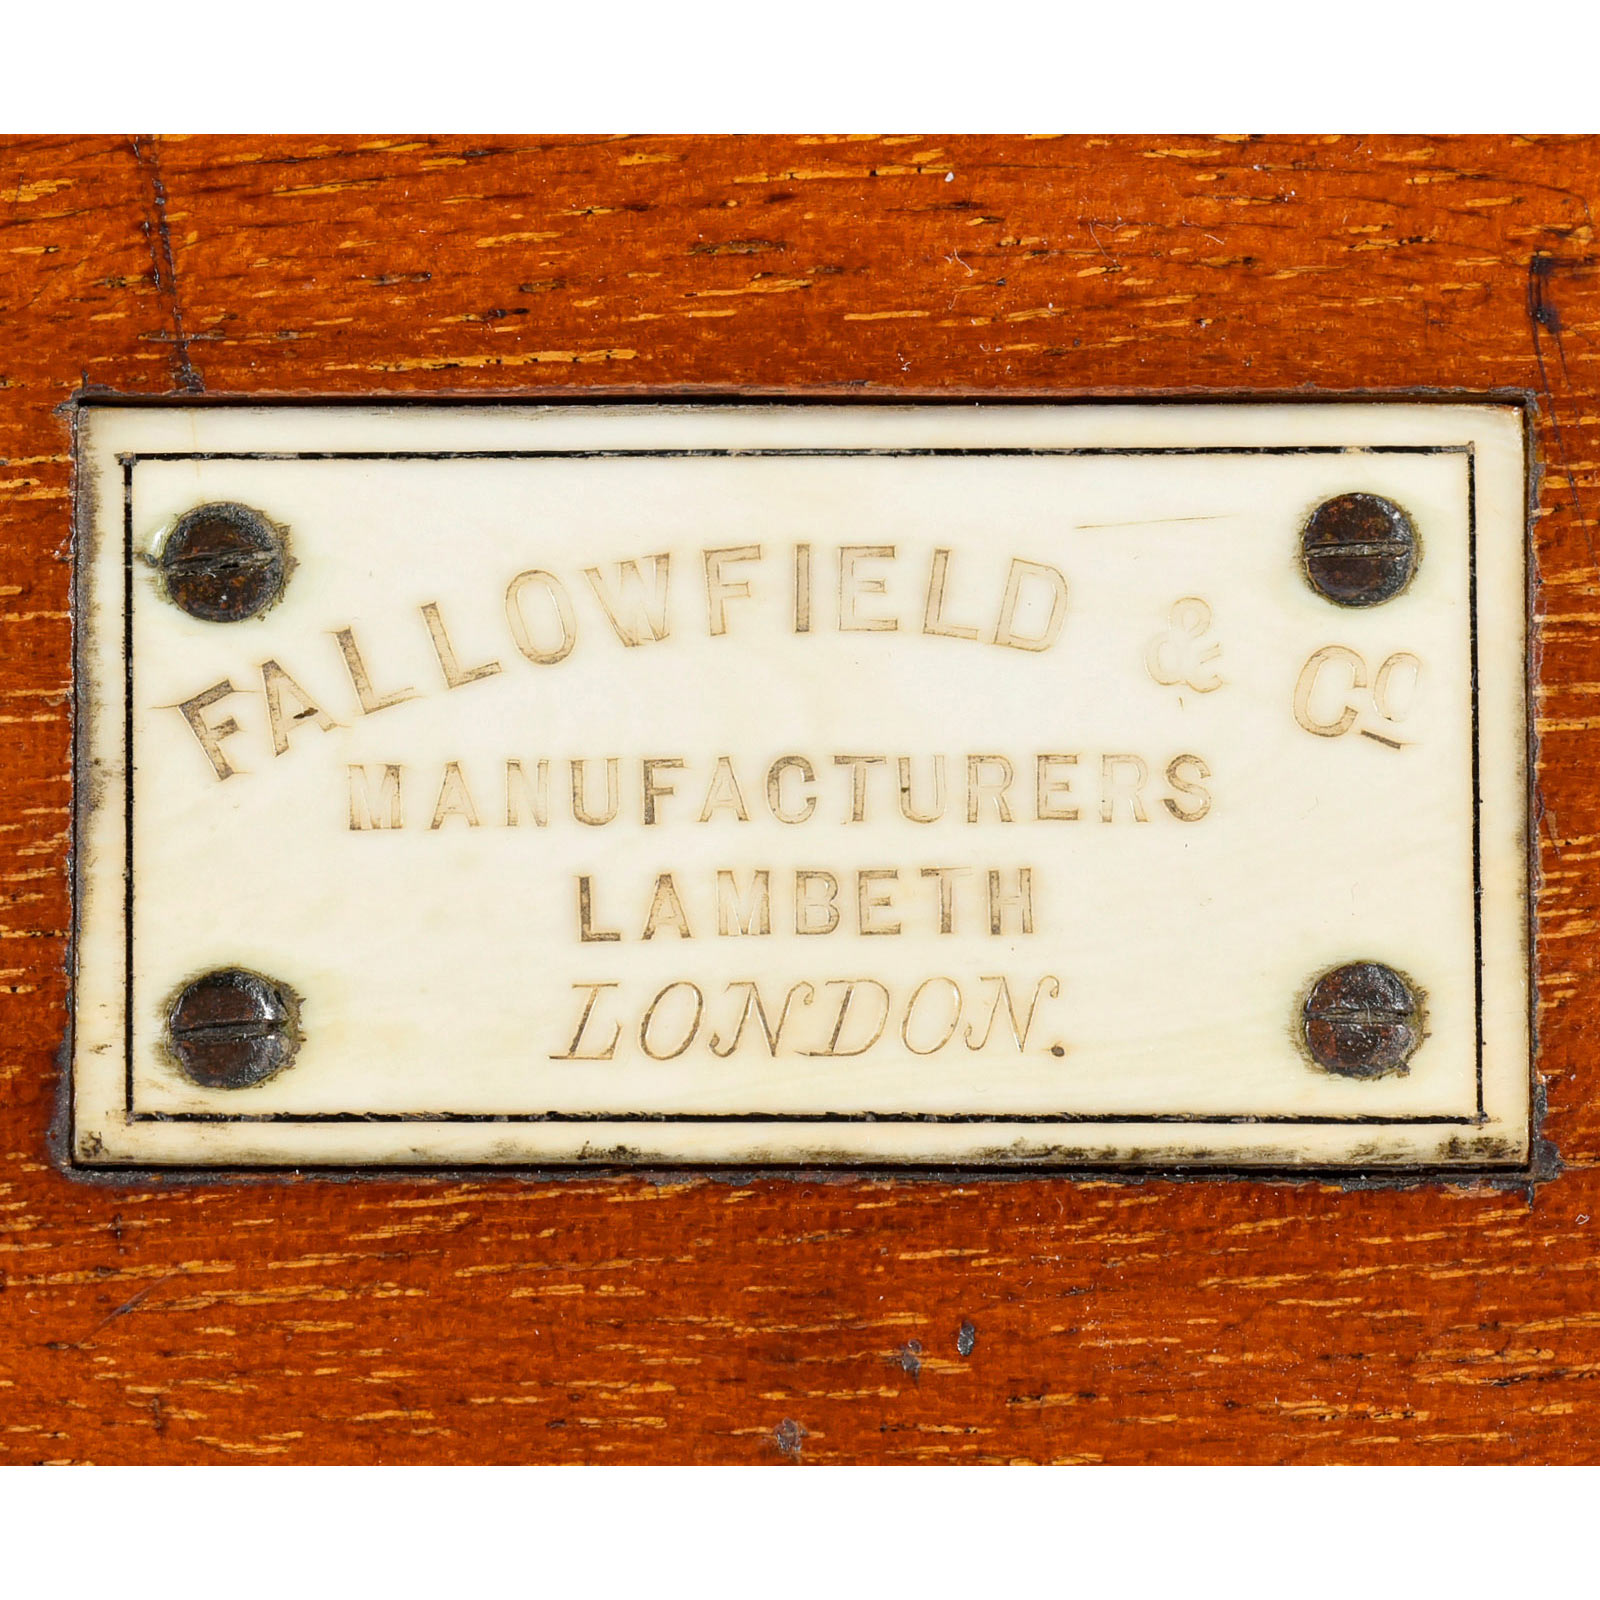 FALLOWFIELD & Co
MANUFACTURERS
LAMBETH
LONDON.